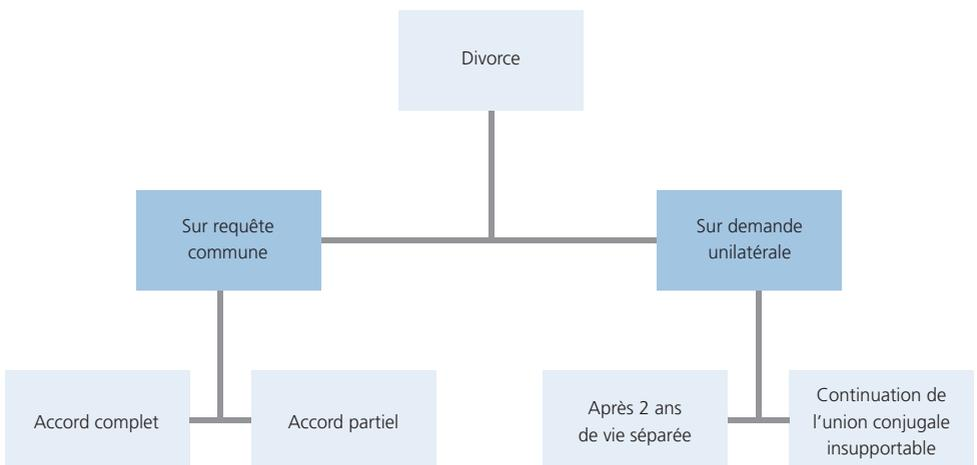 Divorce
Sur requête
commune
Sur demande
unilatérale
Accord complet
Accord partiel
Après 2 ans
de vie séparée
Continuation de
l’union conjugale
insupportable